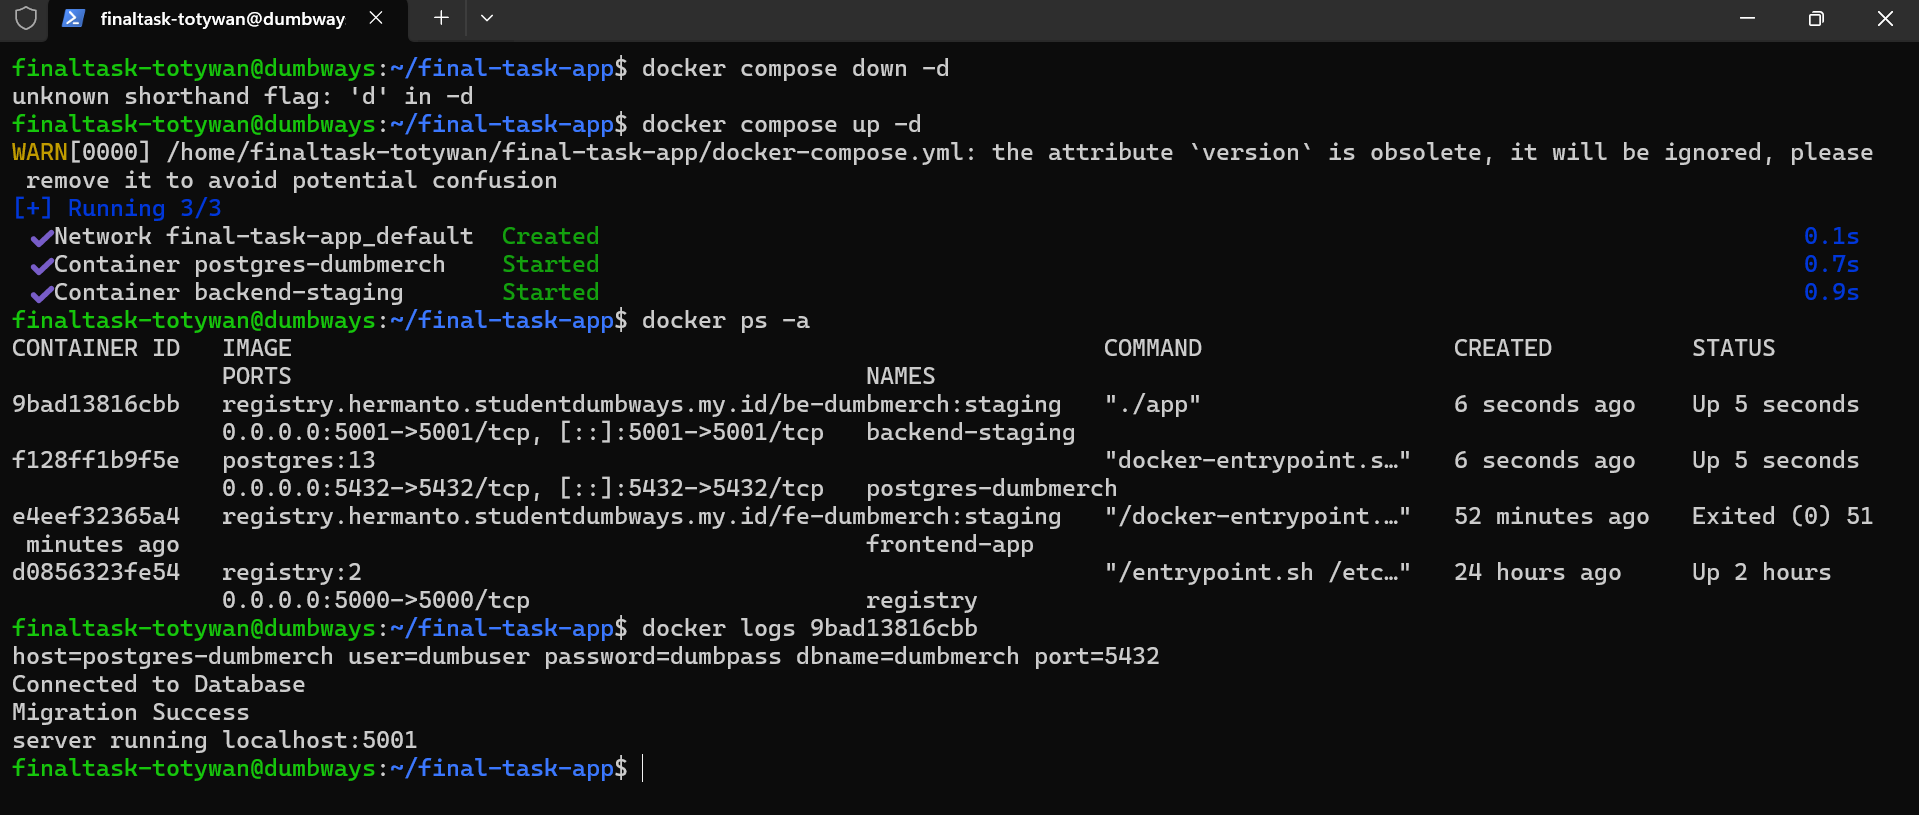 finaltask-totywan@dumbway
finaltask-totywan@dumbways:~/final-task-app$ docker compose down -d
unknown shorthand flag: 'd' in -d
finaltask-totywan@dumbways:~/final-task-app$ docker compose up -d
WARN[0000] /home/finaltask-totywan/final-task-app/docker-compose.yml: the attribute `version` is obsolete, it will be ignored, please
 remove it to avoid potential confusion
[+] Running 3/3
 ✔Network final-task-app_default  Created 0.1s
 ✔Container postgres-dumbmerch    Started 0.7s
 ✔Container backend-staging       Started 0.9s
finaltask-totywan@dumbways:~/final-task-app$ docker ps -a
CONTAINER ID   IMAGE   COMMAND   CREATED   STATUS
PORTS   NAMES
9bad13816cbb   registry.hermanto.studentdumbways.my.id/be-dumbmerch:staging   "./app"   6 seconds ago   Up 5 seconds
0.0.0.0:5001->5001/tcp, [::]:5001->5001/tcp   backend-staging
f128ff1b9f5e   postgres:13   "docker-entrypoint.s…"   6 seconds ago   Up 5 seconds
0.0.0.0:5432->5432/tcp, [::]:5432->5432/tcp   postgres-dumbmerch
e4eef32365a4   registry.hermanto.studentdumbways.my.id/fe-dumbmerch:staging   "/docker-entrypoint.…"   52 minutes ago   Exited (0) 51
 minutes ago   frontend-app
d0856323fe54   registry:2   "/entrypoint.sh /etc…"   24 hours ago   Up 2 hours
0.0.0.0:5000->5000/tcp   registry
finaltask-totywan@dumbways:~/final-task-app$ docker logs 9bad13816cbb
host=postgres-dumbmerch user=dumbuser password=dumbpass dbname=dumbmerch port=5432
Connected to Database
Migration Success
server running localhost:5001
finaltask-totywan@dumbways:~/final-task-app$